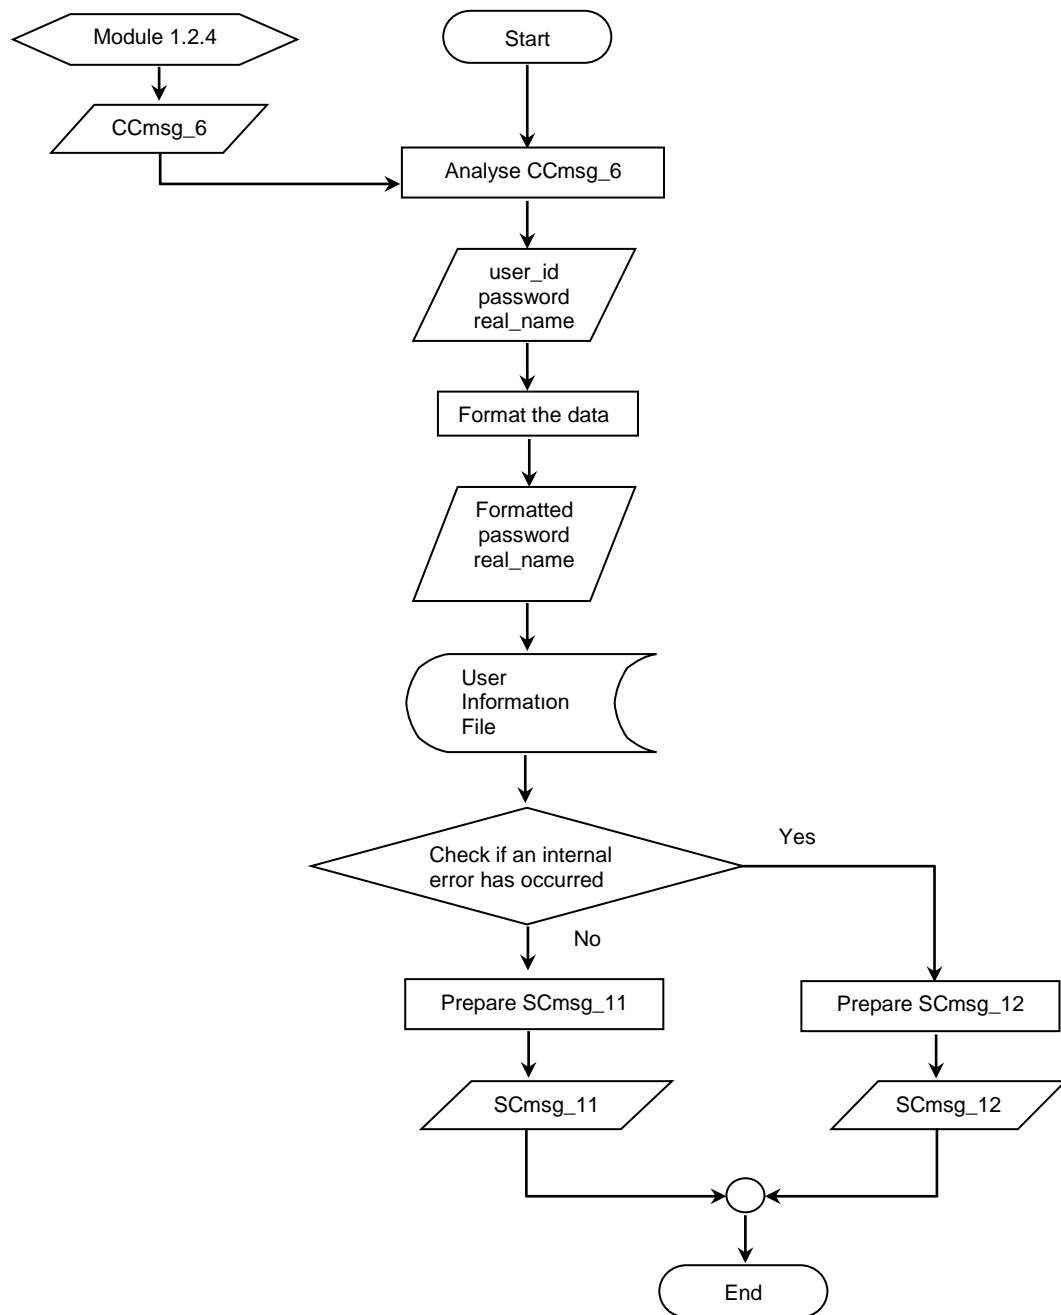 Module 1.2.4
Start
CCmsg_6
Analyse CCmsg_6
user_id
password
real_name
Format the data
Formatted
password
real_name
User
Information
File
Yes
Check if an internal
error has occurred
No
Prepare SCmsg_11
Prepare SCmsg_12
SCmsg_11
SCmsg_12
End